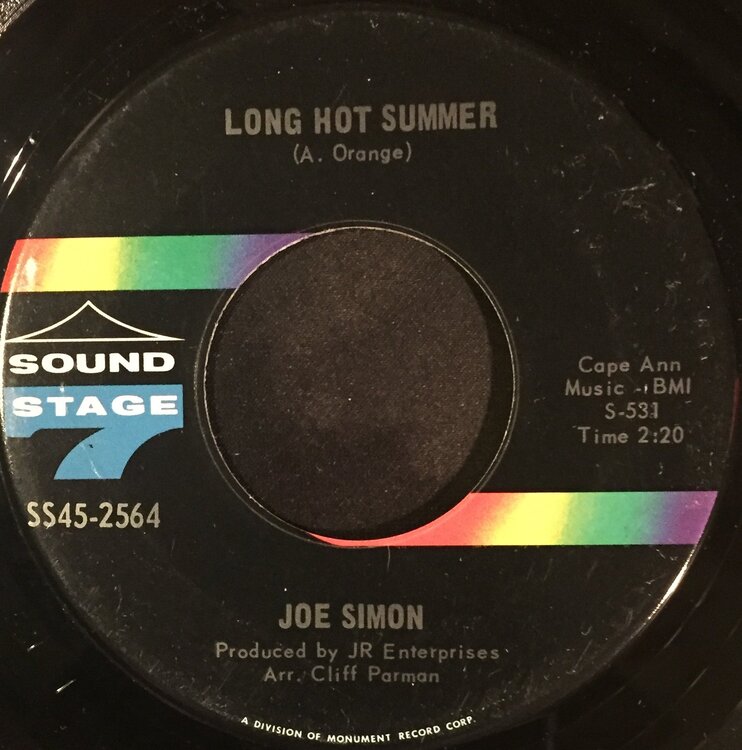 LONG HOT SUMMER
(A. Orange)
SOUND
STAGE
7
SS45-2564
Cape Ann
Music - BMI
S-531
Time 2:20
JOE SIMON
Produced by JR Enterprises
Arr. Cliff Parman
A DIVISION OF MONUMENT RECORD CORP.